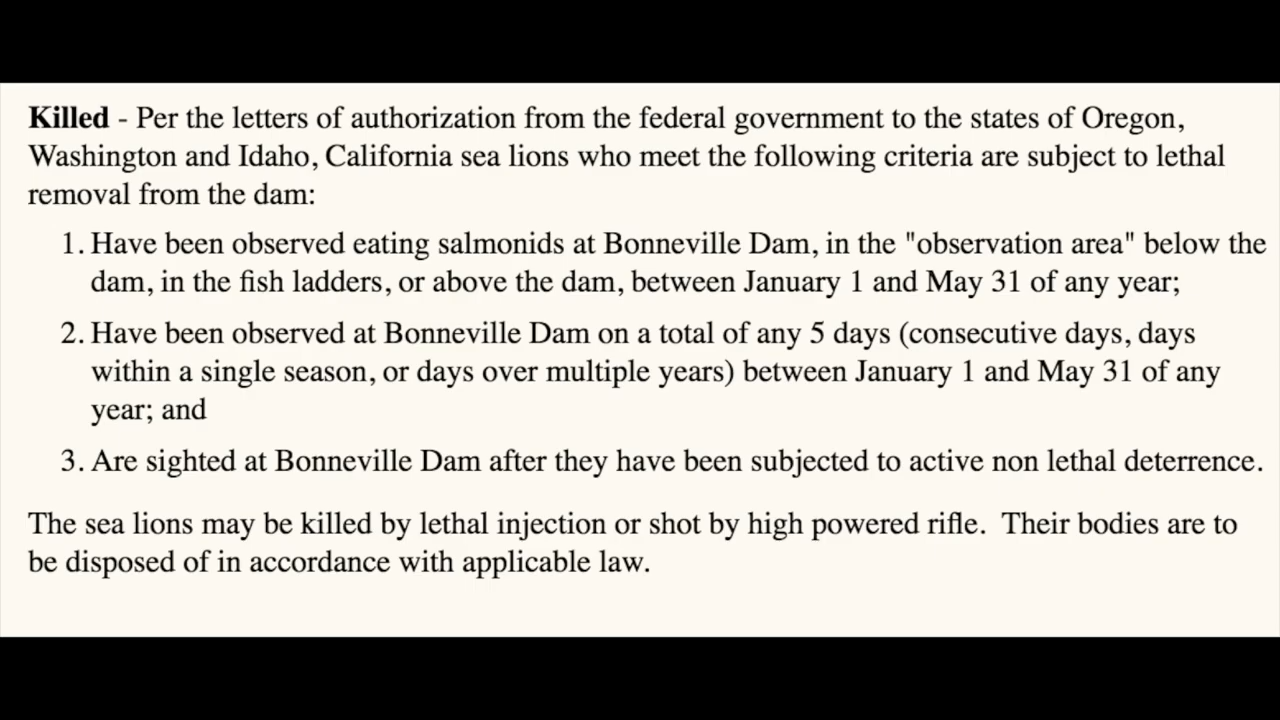 Killed - Per the letters of authorization from the federal government to the states of Oregon,
Washington and Idaho, California sea lions who meet the following criteria are subject to lethal
removal from the dam:
1. Have been observed eating salmonids at Bonneville Dam, in the "observation area" below the
dam, in the fish ladders, or above the dam, between January 1 and May 31 of any year;
2. Have been observed at Bonneville Dam on a total of any 5 days (consecutive days, days
within a single season, or days over multiple years) between January 1 and May 31 of any
year; and
3. Are sighted at Bonneville Dam after they have been subjected to active non lethal deterrence.
The sea lions may be killed by lethal injection or shot by high powered rifle.  Their bodies are to
be disposed of in accordance with applicable law.